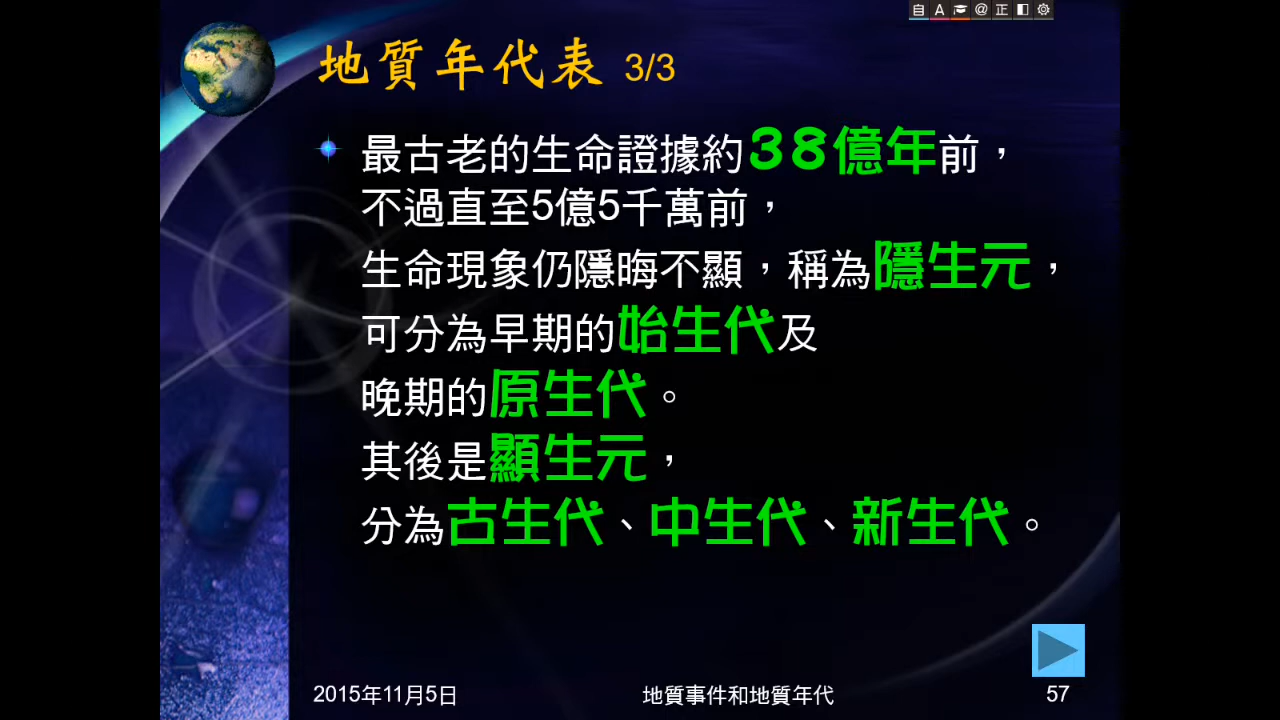 自 A @ 正
地質年代表 3/3
最古老的生命證據約38億年前，
不過直至5億5千萬前，
生命現象仍隱晦不顯，稱為隱生元，
可分為早期的始生代及
晚期的原生代。
其後是顯生元，
分為古生代、中生代、新生代。
2015年11月5日 地質事件和地質年代 57